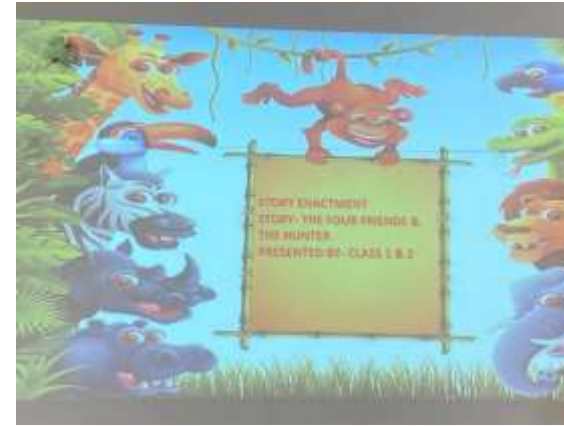 STORY ENACTMENT
STORY- THE FOUR FRIENDS &
THE HUNTER
PRESENTED BY- CLASS 1 & 2